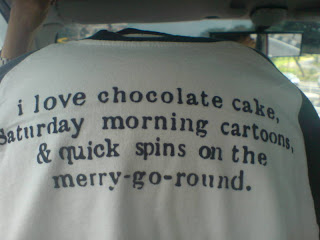 i love chocolate cake,
Saturday morning cartoons,
& quick spins on the
merry-go-round.